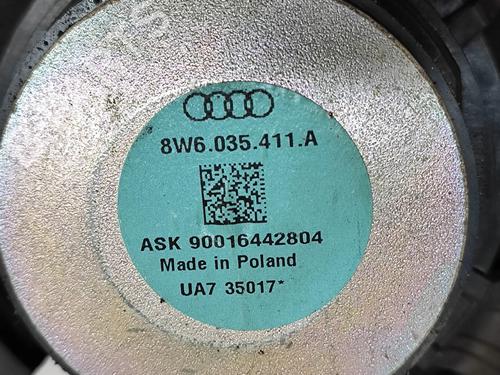 8W6.035.411.A
ASK 90016442804
Made in Poland
UA7 35017*